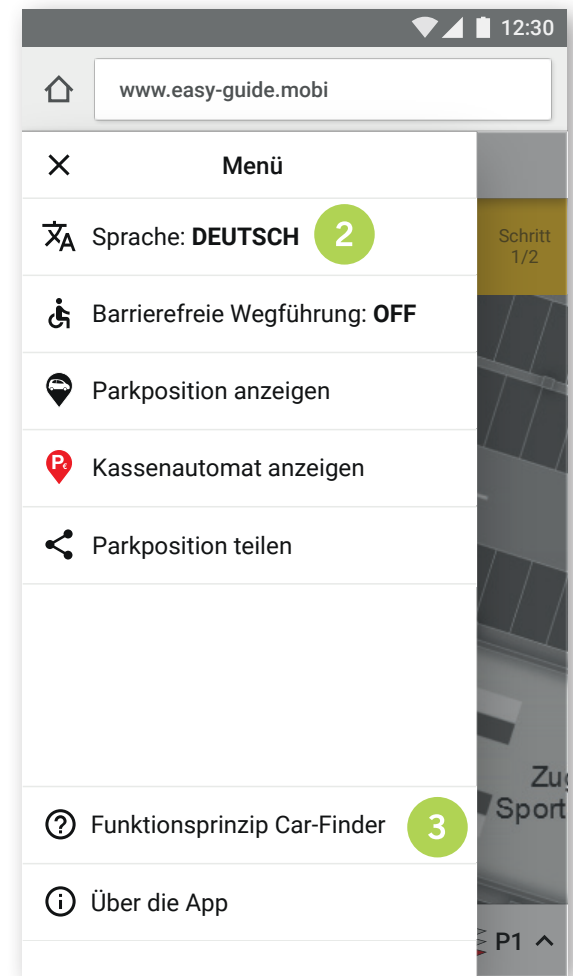 12:30
www.easy-guide.mobi
Menü
Sprache: DEUTSCH 2
Schritt
1/2
Barrierefreie Wegführung: OFF
Parkposition anzeigen
P€ Kassenautomat anzeigen
Parkposition teilen
Zug
Sport
Funktionsprinzip Car-Finder 3
Über die App
P1